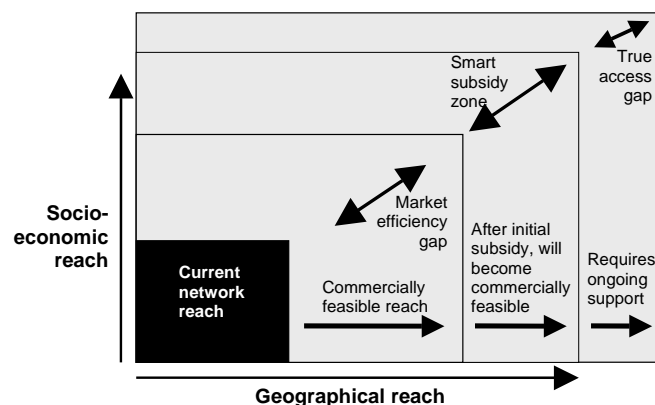 Smart
subsidy
zone
True
access
gap
Socio-
economic
reach
Market
efficiency
gap
Current
network
reach
Commercially
feasible reach
After initial
subsidy, will
become
commercially
feasible
Requires
ongoing
support
Geographical reach